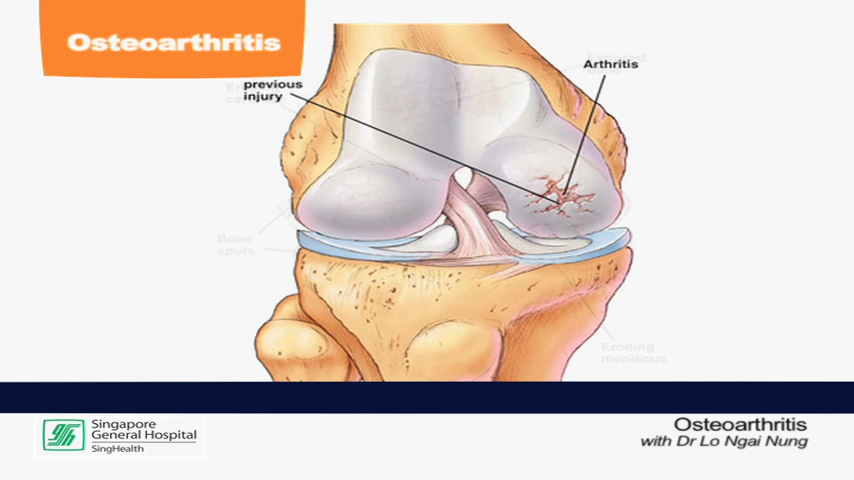 Osteoarthritis
previous
injury
Arthritis
Bone
spurs
Eroding
meniscus
Singapore
General Hospital
SingHealth
Osteoarthritis
with Dr Lo Ngai Nung